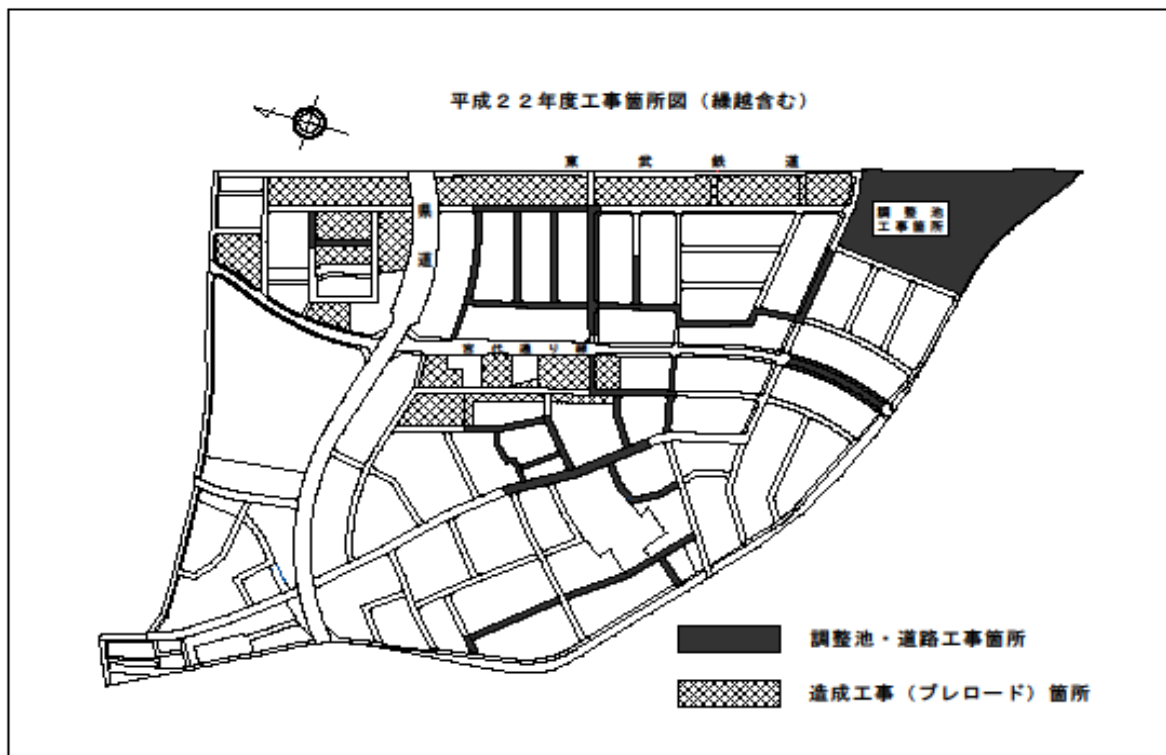 平成22年度工事箇所図（繰越含む）
東武鉄道
県道
調整池
工事箇所
宮代通り線
調整池・道路工事箇所
造成工事（プレロード）箇所